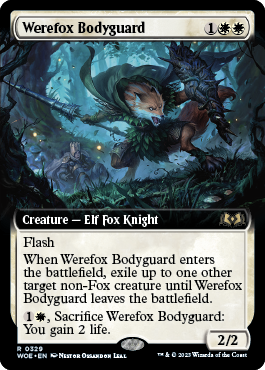 Werefox Bodyguard 1
Creature — Elf Fox Knight
Flash
When Werefox Bodyguard enters
the battlefield, exile up to one other
target non-Fox creature until Werefox
Bodyguard leaves the battlefield.
1, Sacrifice Werefox Bodyguard:
You gain 2 life.
2/2
R 0329
WOE • EN Nestor Ossandon Leal ™ & © 2023 Wizards of the Coast